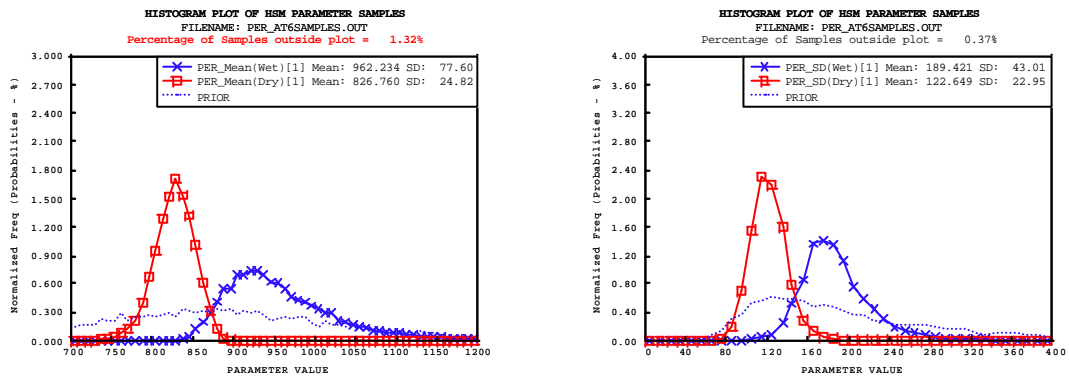 HISTOGRAM PLOT OF HSM PARAMETER SAMPLES
FILENAME: PER_AT6SAMPLES.OUT
Percentage of Samples outside plot = 1.32%
Normalized Freq (Probabilities - %)
3.000
2.700
2.400
2.100
1.800
1.500
1.200
0.900
0.600
0.300
0.000
PER_Mean(Wet)[1] Mean: 962.234 SD: 77.60
PER_Mean(Dry)[1] Mean: 826.760 SD: 24.82
PRIOR
700 750 800 850 900 950 1000 1050 1100 1150 1200
PARAMETER VALUE
HISTOGRAM PLOT OF HSM PARAMETER SAMPLES
FILENAME: PER_AT6SAMPLES.OUT
Percentage of Samples outside plot = 0.37%
Normalized Freq (Probabilities - %)
4.00
3.60
3.20
2.80
2.40
2.00
1.60
1.20
0.80
0.40
0.00
PER_SD(Wet)[1] Mean: 189.421 SD: 43.01
PER_SD(Dry)[1] Mean: 122.649 SD: 22.95
PRIOR
0 40 80 120 160 200 240 280 320 360 400
PARAMETER VALUE